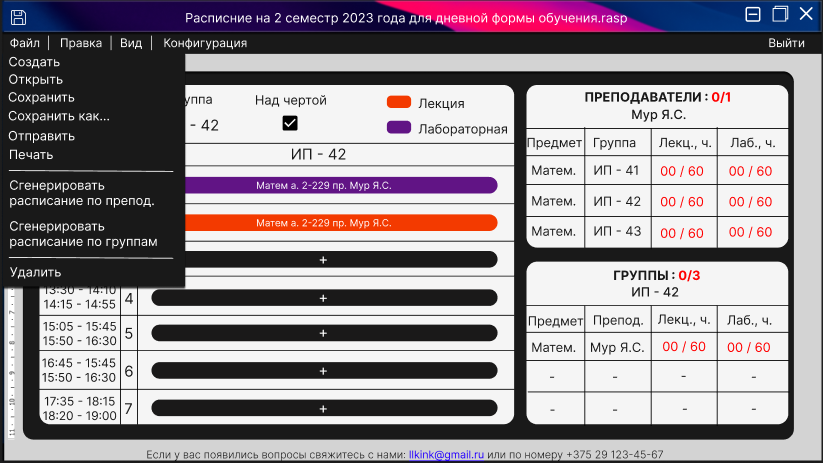 Расписние на 2 семестр 2023 года для дневной формы обучения.rasp
Файл | Правка | Вид | Конфигурация
Выйти
Создать
Открыть
Сохранить
Сохранить как...
Отправить
Печать
Сгенерировать
расписание по препод.
Сгенерировать
расписание по группам
Удалить
Над чертой
- 42
Лекция
Лабораторная
ИП - 42
Матем а. 2-229 пр. Мур Я.С.
Матем а. 2-229 пр. Мур Я.С.
+
13:30 - 14:10
14:15 - 14:55
4
+
15:05 - 15:45
15:50 - 16:30
5
+
16:45 - 15:45
15:50 - 16:30
6
+
17:35 - 18:15
18:20 - 19:00
7
+
ПРЕПОДАВАТЕЛИ : 0/1
Мур Я.С.
Предмет Группа Лекц., ч. Лаб., ч.
Матем. ИП - 41 00 / 60 00 / 60
Матем. ИП - 42 00 / 60 00 / 60
Матем. ИП - 43 00 / 60 00 / 60
ГРУППЫ : 0/3
ИП - 42
Предмет Препод. Лекц., ч. Лаб., ч.
Матем. Мур Я.С. 00 / 60 00 / 60
- - - -
- - - -
Если у вас появились вопросы свяжитесь с нами: llkink@gmail.ru или по номеру +375 29 123-45-67